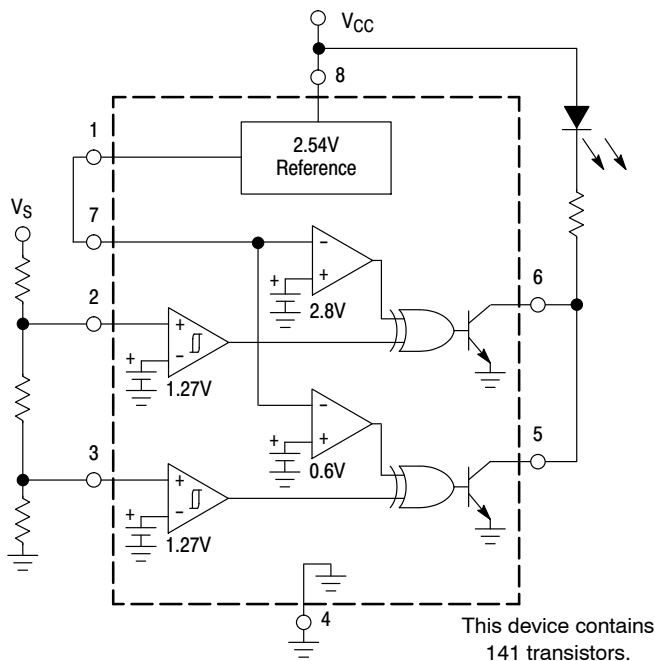 VCC
8
1
2.54V
Reference
VS
7
-
+
2.8V
6
2
+
-
+
1.27V
+
-
+
0.6V
5
3
+
-
+
1.27V
4
This device contains
141 transistors.